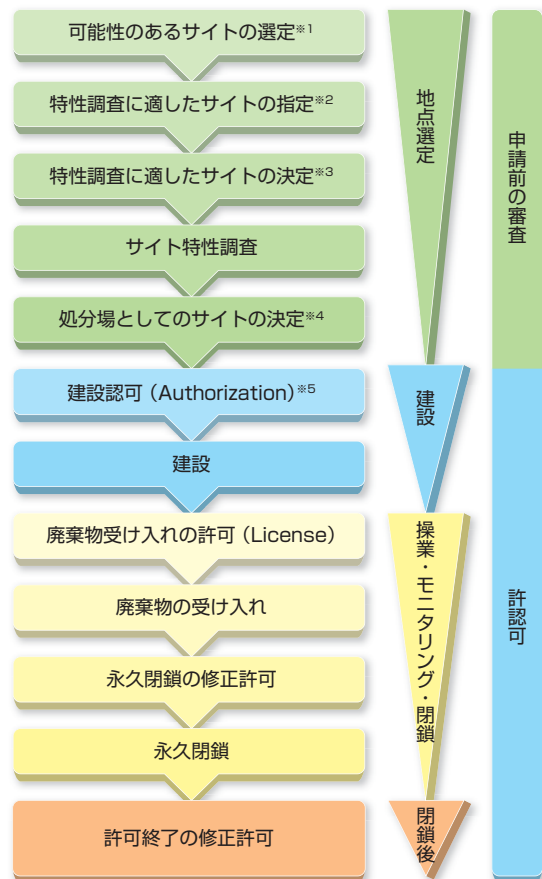 可能性のあるサイトの選定※1
特性調査に適したサイトの指定※2
特性調査に適したサイトの決定※3
サイト特性調査
処分場としてのサイトの決定※4
建設認可（Authorization）※5
建設
廃棄物受け入れの許可（License）
廃棄物の受け入れ
永久閉鎖の修正許可
永久閉鎖
許可終了の修正許可
地点選定
建設
操業・モニタリング・閉鎖
閉鎖後
申請前の審査
許認可